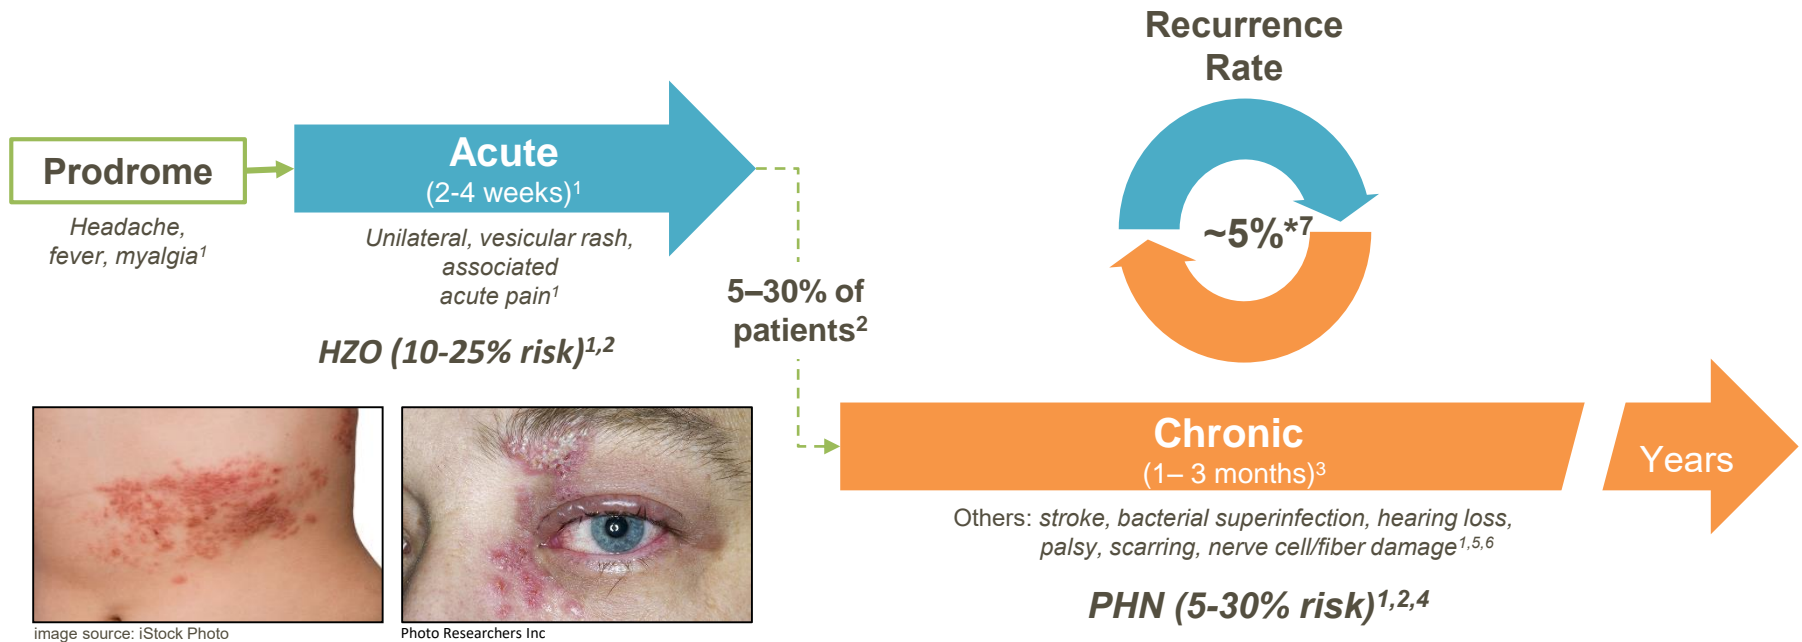 Recurrence
Rate
Prodrome
Headache,
fever, myalgia1
Acute
(2-4 weeks)1
Unilateral, vesicular rash,
associated
acute pain1
HZO (10-25% risk)1,2
5–30% of
patients2
~5%*7
Chronic
(1– 3 months)3
Years
Others: stroke, bacterial superinfection, hearing loss,
palsy, scarring, nerve cell/fiber damage1,5,6
PHN (5-30% risk)1,2,4
image source: iStock Photo
Photo Researchers Inc